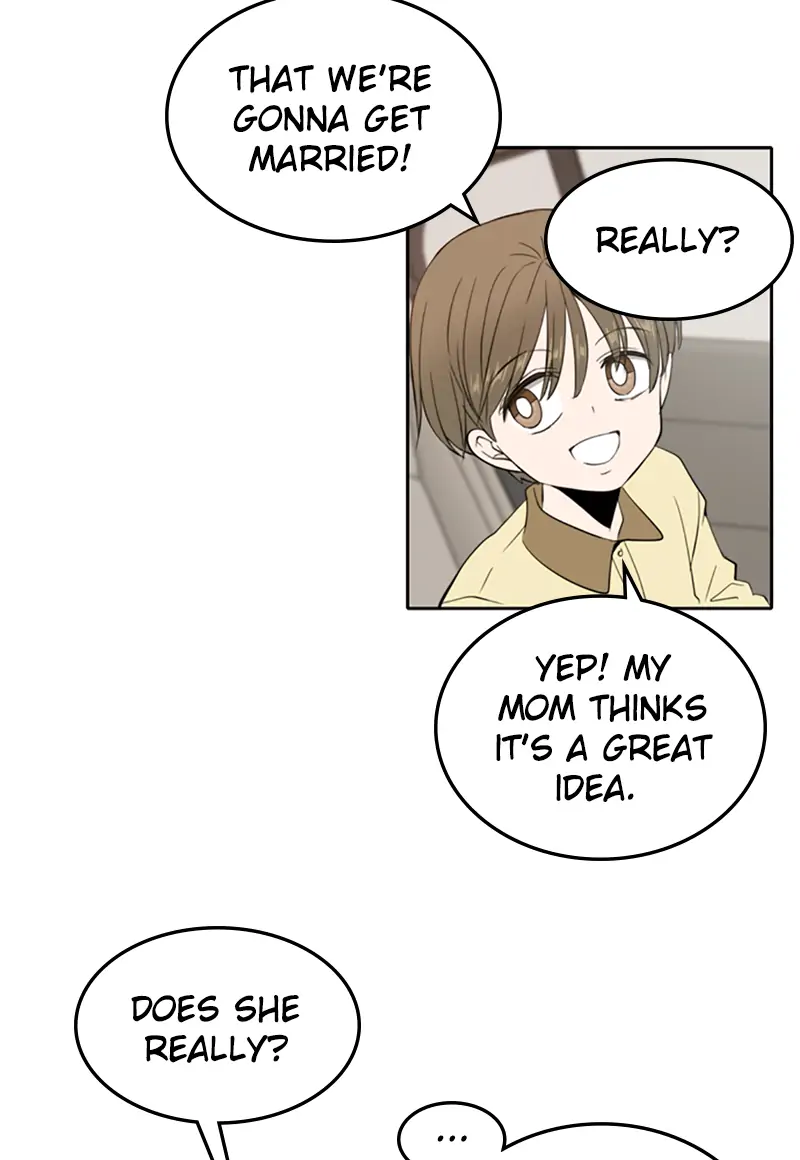 THAT WE'RE
GONNA GET
MARRIED!
REALLY?
YEP! MY
MOM THINKS
IT'S A GREAT
IDEA.
DOES SHE
REALLY?
...